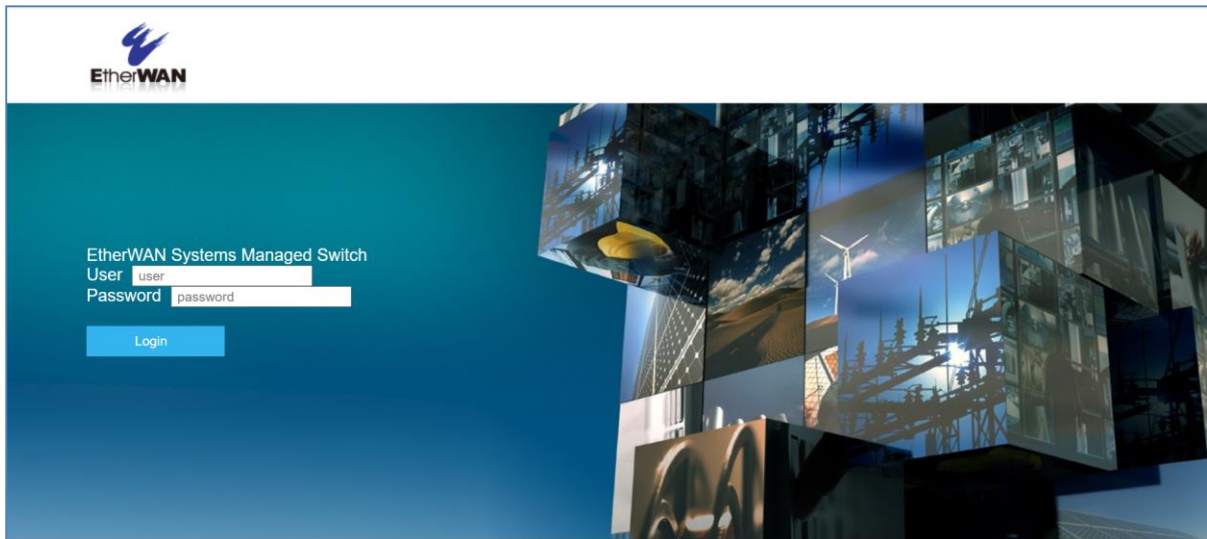 EtherWAN
EtherWAN Systems Managed Switch
User user
Password password
Login